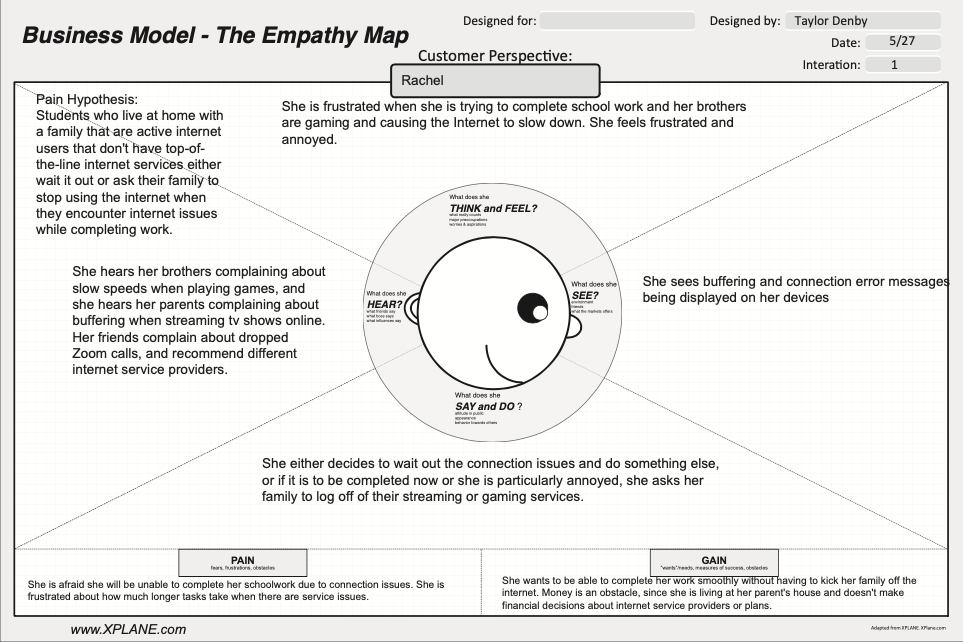 Business Model - The Empathy Map
Designed for:
Designed by: Taylor Denby
Date: 5/27
Interation: 1
Customer Perspective:
Rachel
Pain Hypothesis:
Students who live at home with
a family that are active internet
users that don't have top-of-
the-line internet services either
wait it out or ask their family to
stop using the internet when
they encounter internet issues
while completing work.
She is frustrated when she is trying to complete school work and her brothers
are gaming and causing the Internet to slow down. She feels frustrated and
annoyed.
What does she
THINK and FEEL?
what really counts
major preoccupations
worries & aspirations
She hears her brothers complaining about
slow speeds when playing games, and
she hears her parents complaining about
buffering when streaming tv shows online.
Her friends complain about dropped
Zoom calls, and recommend different
internet service providers.
What does she
HEAR?
what friends say
what boss says
what influencers say
What does she
SEE?
environment
friends
what the markets offers
She sees buffering and connection error messages
being displayed on her devices
What does she
SAY and DO ?
attitude in public
appearance
behavior towards others
She either decides to wait out the connection issues and do something else,
or if it is to be completed now or she is particularly annoyed, she asks her
family to log off of their streaming or gaming services.
PAIN
fears, frustrations, obstacles
She is afraid she will be unable to complete her schoolwork due to connection issues. She is
frustrated about how much longer tasks take when there are service issues.
GAIN
"wants"/needs, measures of success, obstacles
She wants to be able to complete her work smoothly without having to kick her family off the
internet. Money is an obstacle, since she is living at her parent's house and doesn't make
financial decisions about internet service providers or plans.
www.XPLANE.com
Adapted from XPLANE. XPlane.com